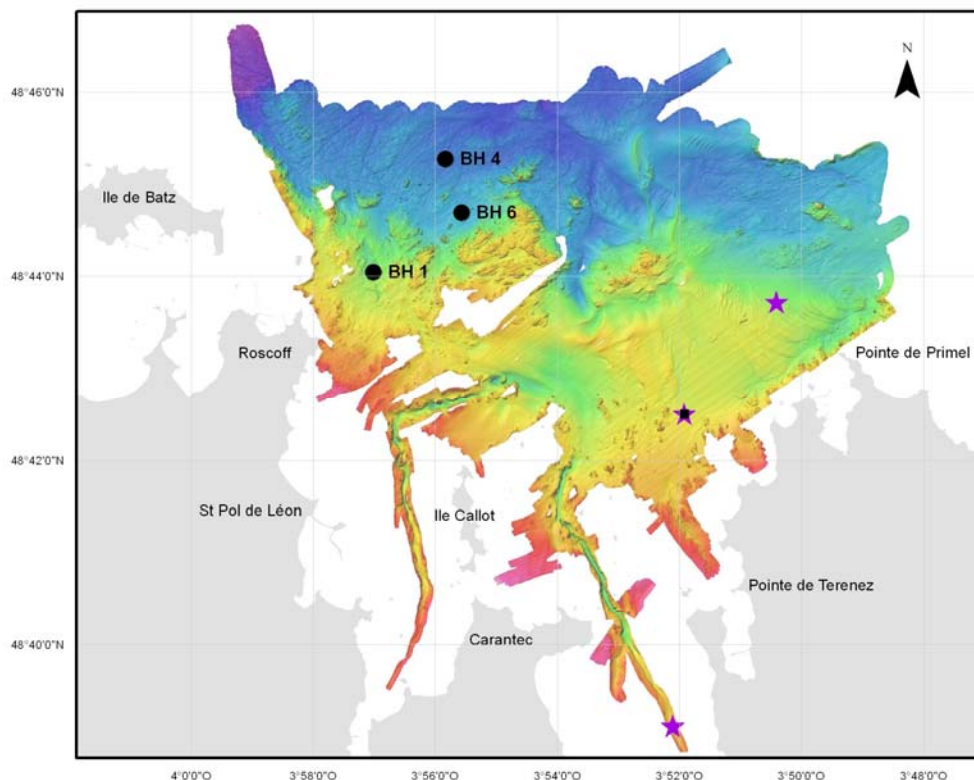 N
48°46'0"N
BH 4
Ile de Batz
BH 6
48°44'0"N
BH 1
Roscoff
Pointe de Primel
48°42'0"N
St Pol de Léon
Ile Callot
Pointe de Terenez
48°40'0"N
Carantec
4°0'0"O
3°58'0"O
3°56'0"O
3°54'0"O
3°52'0"O
3°50'0"O
3°48'0"O